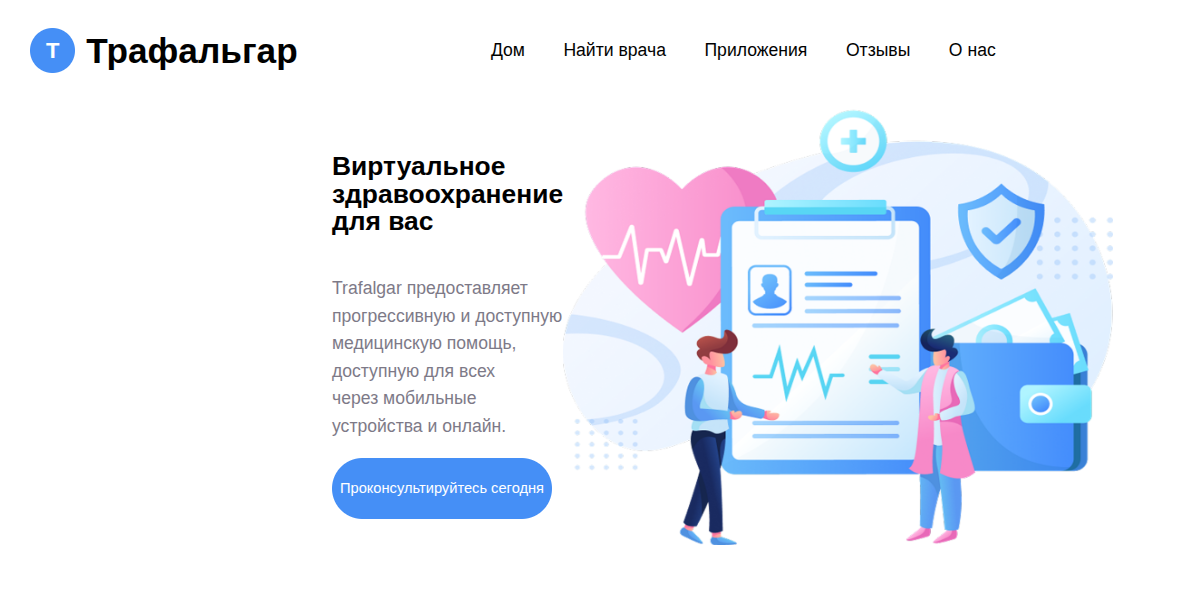 Т Трафальгар
Дом Найти врача Приложения Отзывы О нас
Виртуальное
здравоохранение
для вас
Trafalgar предоставляет
прогрессивную и доступную
медицинскую помощь,
доступную для всех
через мобильные
устройства и онлайн.
Проконсультируйтесь сегодня